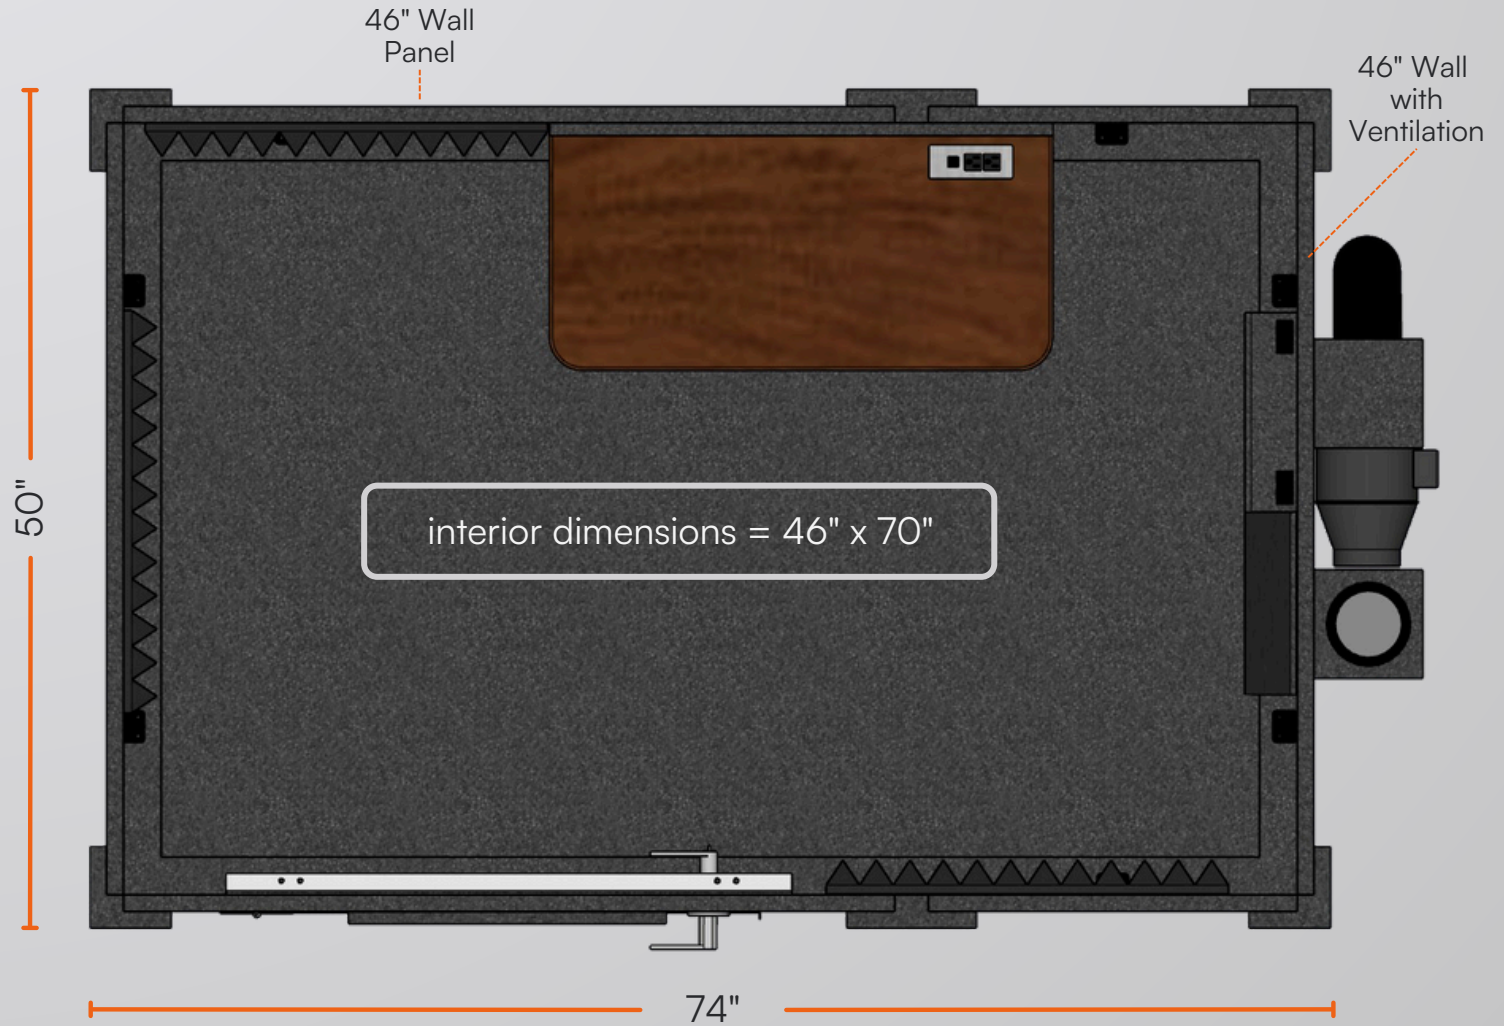 46" Wall
Panel
46" Wall
with
Ventilation
50"
interior dimensions = 46" x 70"
74"